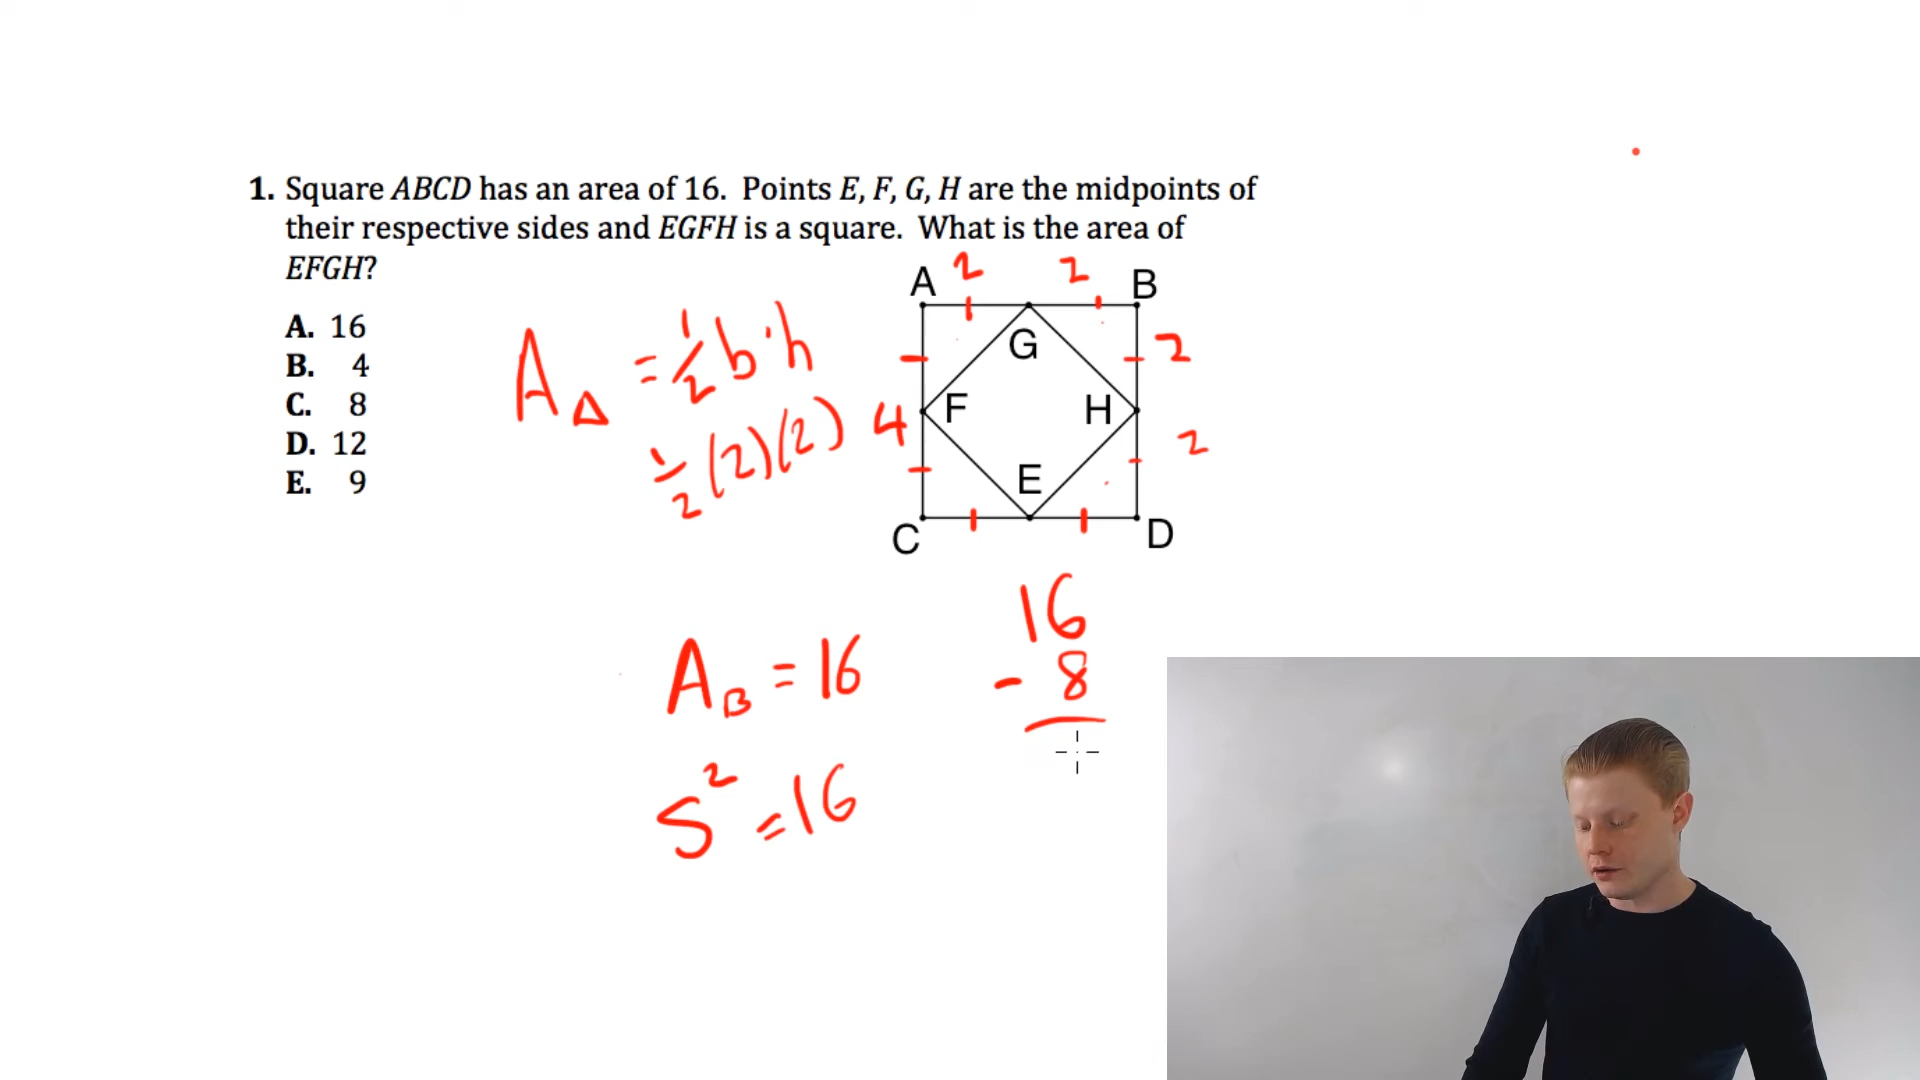 1. Square ABCD has an area of 16. Points E, F, G, H are the midpoints of
their respective sides and EGFH is a square. What is the area of
EFGH?
A. 16
B. 4
C. 8
D. 12
E. 9
A△ = 1/2 b·h
1/2 (2)(2)
A 2 2 B
G 2
4 F H
2
E
C D
A_B = 16
S² = 16
16
- 8